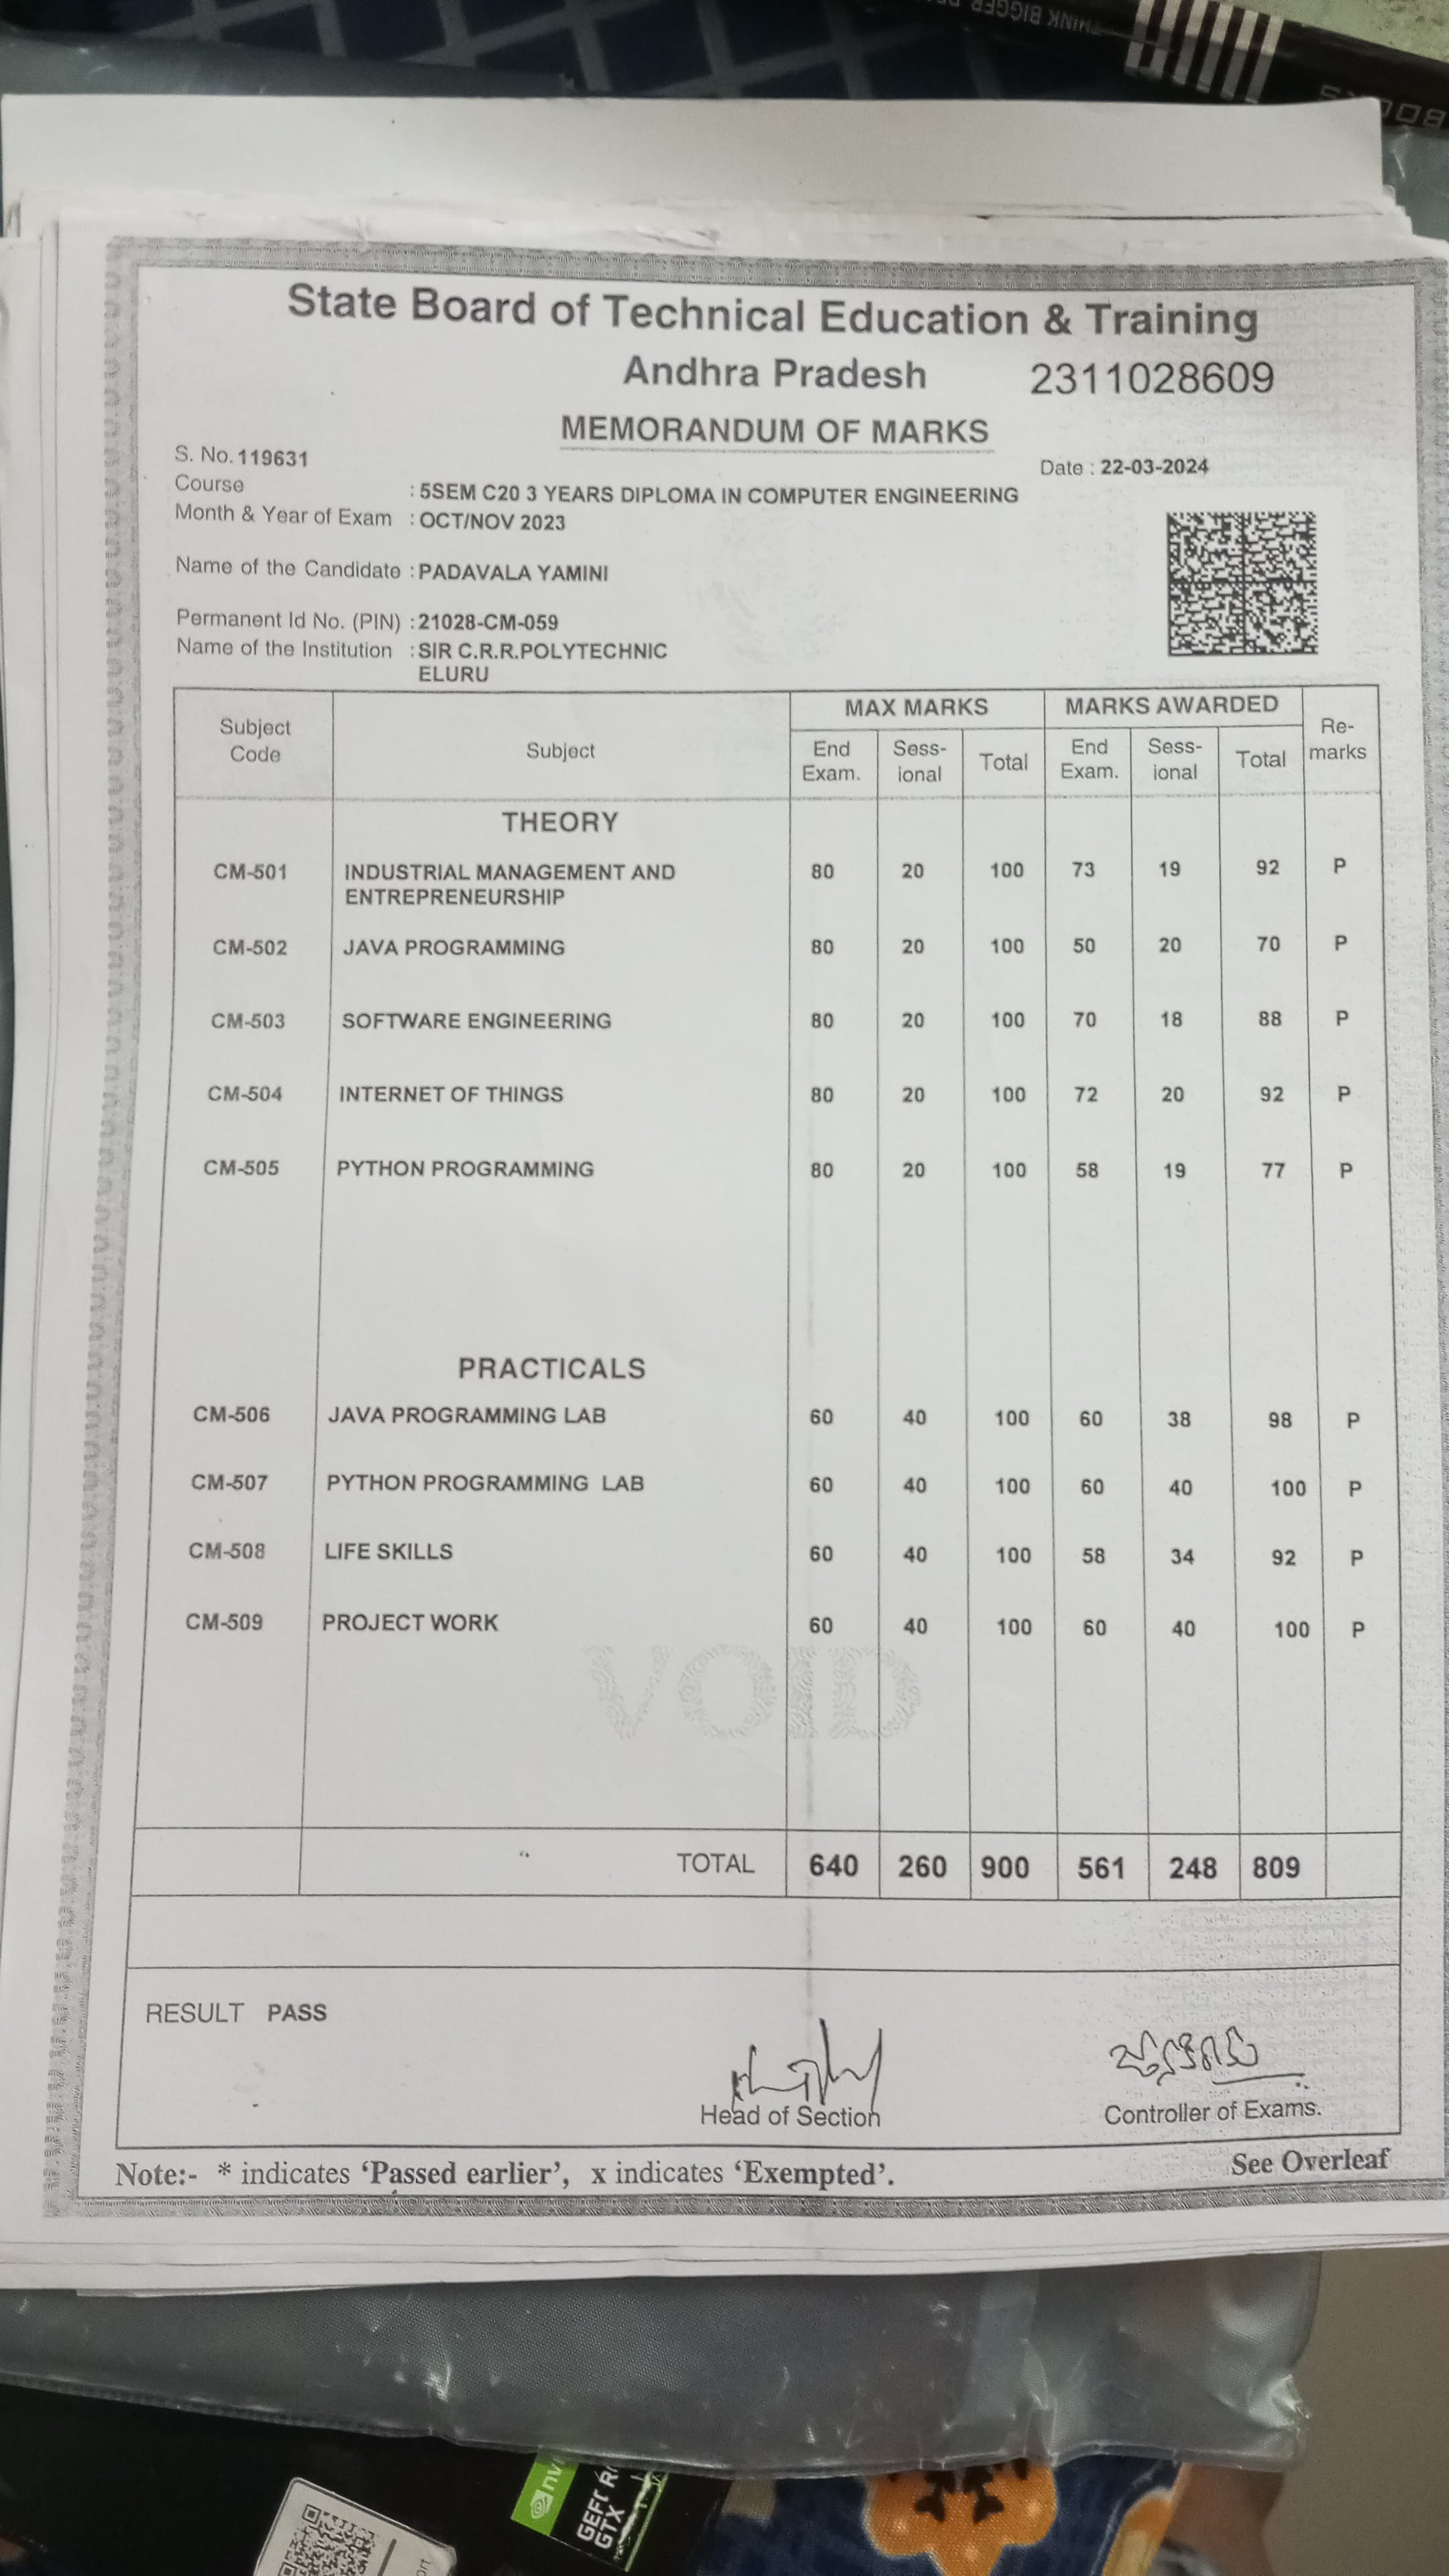 THINK BIGGER
State Board of Technical Education & Training
Andhra Pradesh 2311028609
MEMORANDUM OF MARKS
S. No. 119631 Date : 22-03-2024
Course : 5SEM C20 3 YEARS DIPLOMA IN COMPUTER ENGINEERING
Month & Year of Exam : OCT/NOV 2023
Name of the Candidate : PADAVALA YAMINI
Permanent Id No. (PIN) : 21028-CM-059
Name of the Institution : SIR C.R.R.POLYTECHNIC
ELURU
MAX MARKS MARKS AWARDED
Subject Code Subject End Exam. Sess-ional Total End Exam. Sess-ional Total Re-marks
THEORY
CM-501 INDUSTRIAL MANAGEMENT AND 80 20 100 73 19 92 P
ENTREPRENEURSHIP
CM-502 JAVA PROGRAMMING 80 20 100 50 20 70 P
CM-503 SOFTWARE ENGINEERING 80 20 100 70 18 88 P
CM-504 INTERNET OF THINGS 80 20 100 72 20 92 P
CM-505 PYTHON PROGRAMMING 80 20 100 58 19 77 P
PRACTICALS
CM-506 JAVA PROGRAMMING LAB 60 40 100 60 38 98 P
CM-507 PYTHON PROGRAMMING LAB 60 40 100 60 40 100 P
CM-508 LIFE SKILLS 60 40 100 58 34 92 P
CM-509 PROJECT WORK 60 40 100 60 40 100 P
VOID
TOTAL 640 260 900 561 248 809
RESULT PASS
Head of Section Controller of Exams.
Note:- * indicates ‘Passed earlier’, x indicates ‘Exempted’. See Overleaf
GTX